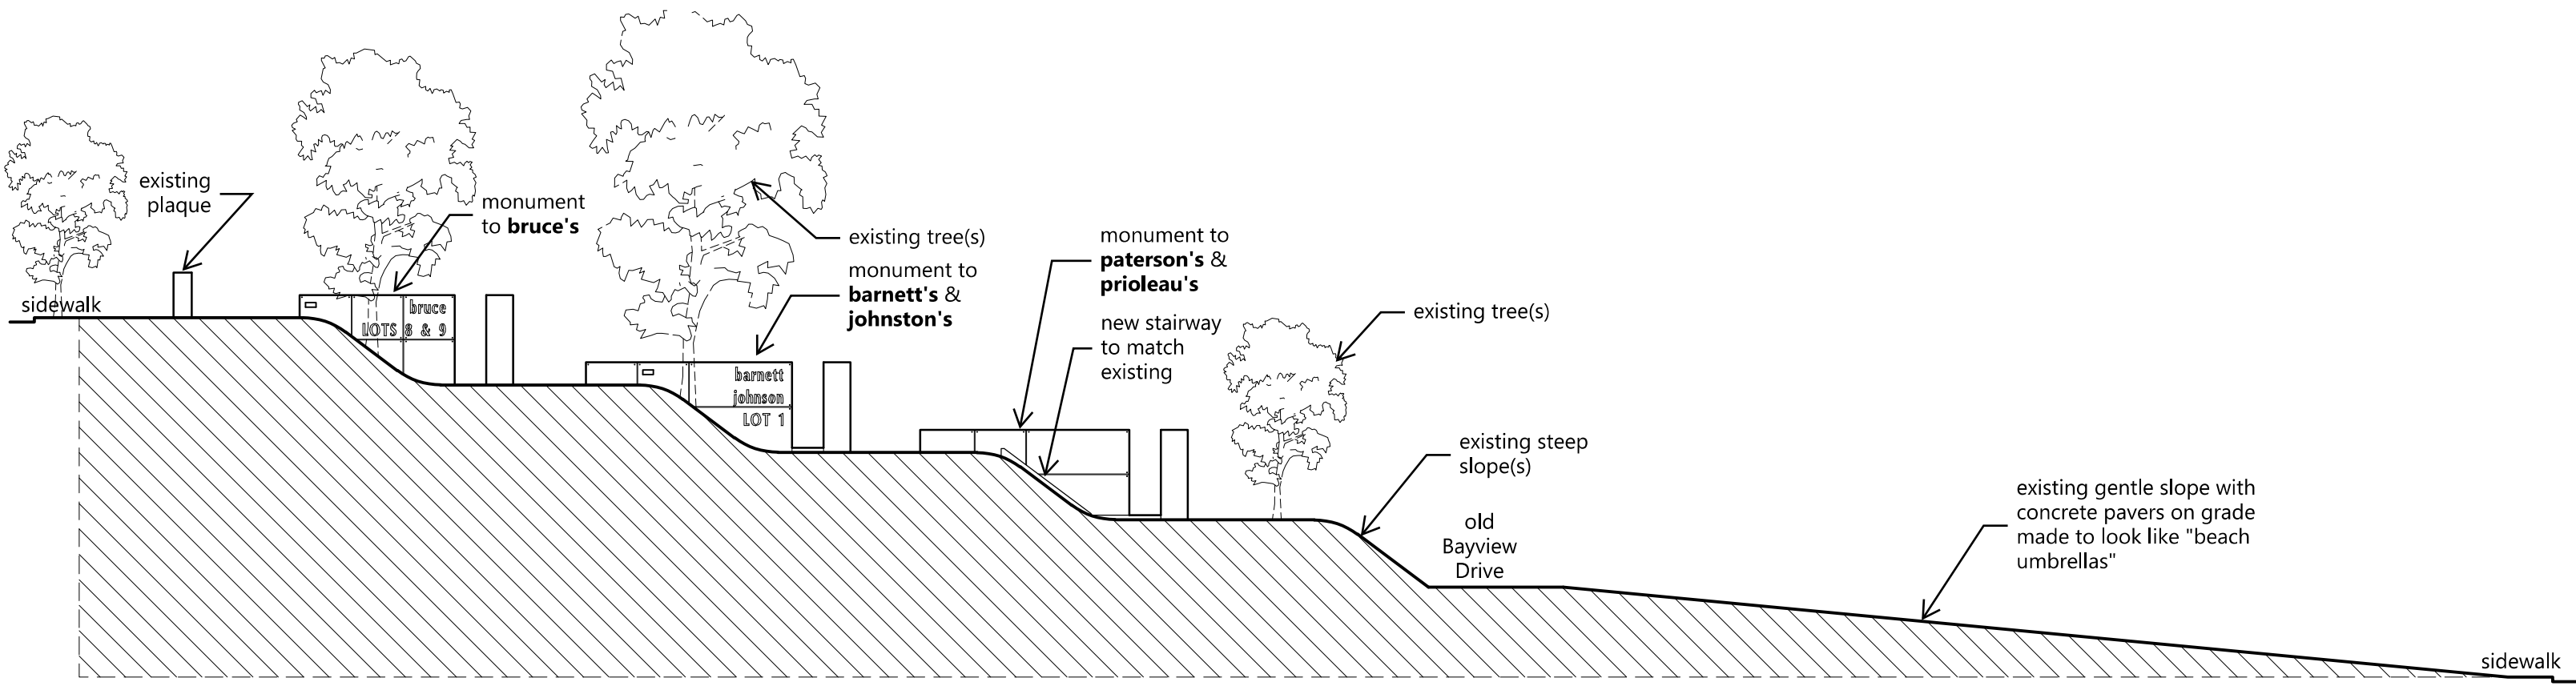 existing
plaque
monument
to bruce's
existing tree(s)
monument to
barnett's &
johnston's
monument to
paterson's &
prioleau's
new stairway
to match
existing
existing tree(s)
sidewalk
bruce
LOTS 8 & 9
barnett
johnson
LOT 1
existing steep
slope(s)
old
Bayview
Drive
existing gentle slope with
concrete pavers on grade
made to look like "beach
umbrellas"
sidewalk